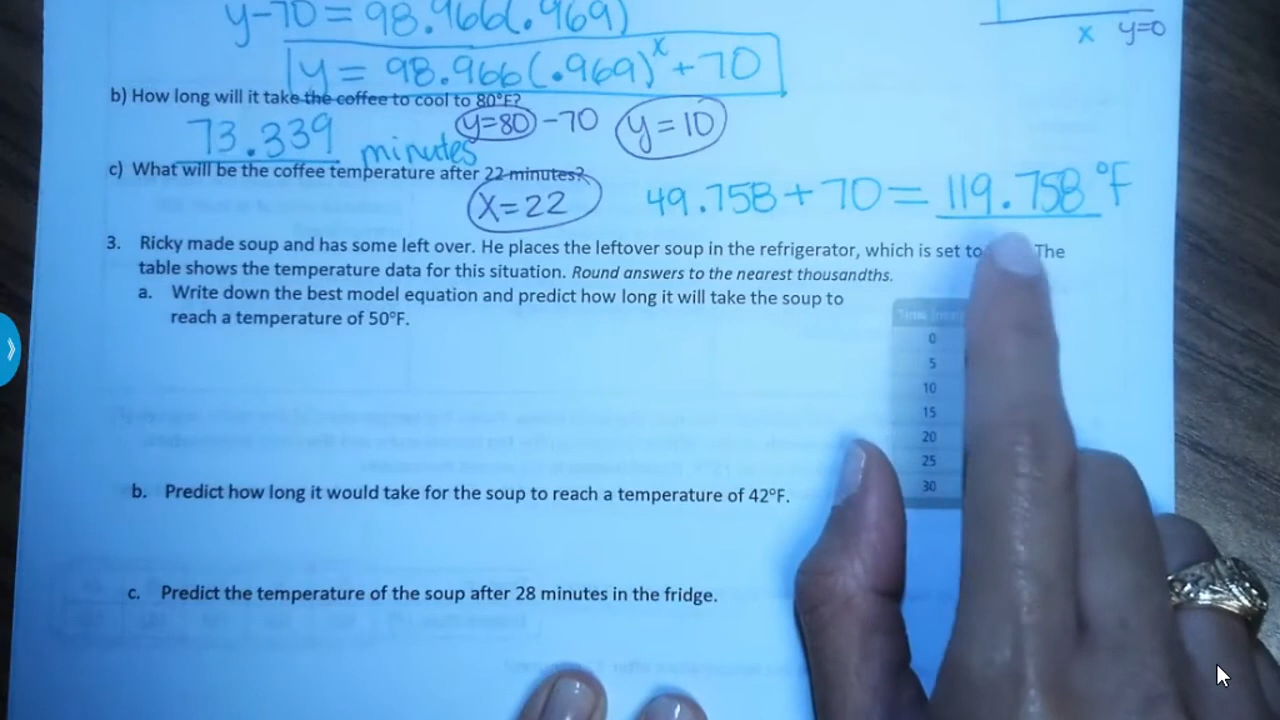 y-70 = 98.966(.969)
y = 98.966(.969)^x + 70
x y=0
b) How long will it take the coffee to cool to 80°F?
73.339 minutes y=80 -70 y=10
c) What will be the coffee temperature after 22 minutes?
x=22 49.758 + 70 = 119.758 °F
3. Ricky made soup and has some left over. He places the leftover soup in the refrigerator, which is set to The
table shows the temperature data for this situation. Round answers to the nearest thousandths.
a. Write down the best model equation and predict how long it will take the soup to
reach a temperature of 50°F.
Time
0
5
10
15
20
25
30
b. Predict how long it would take for the soup to reach a temperature of 42°F.
c. Predict the temperature of the soup after 28 minutes in the fridge.